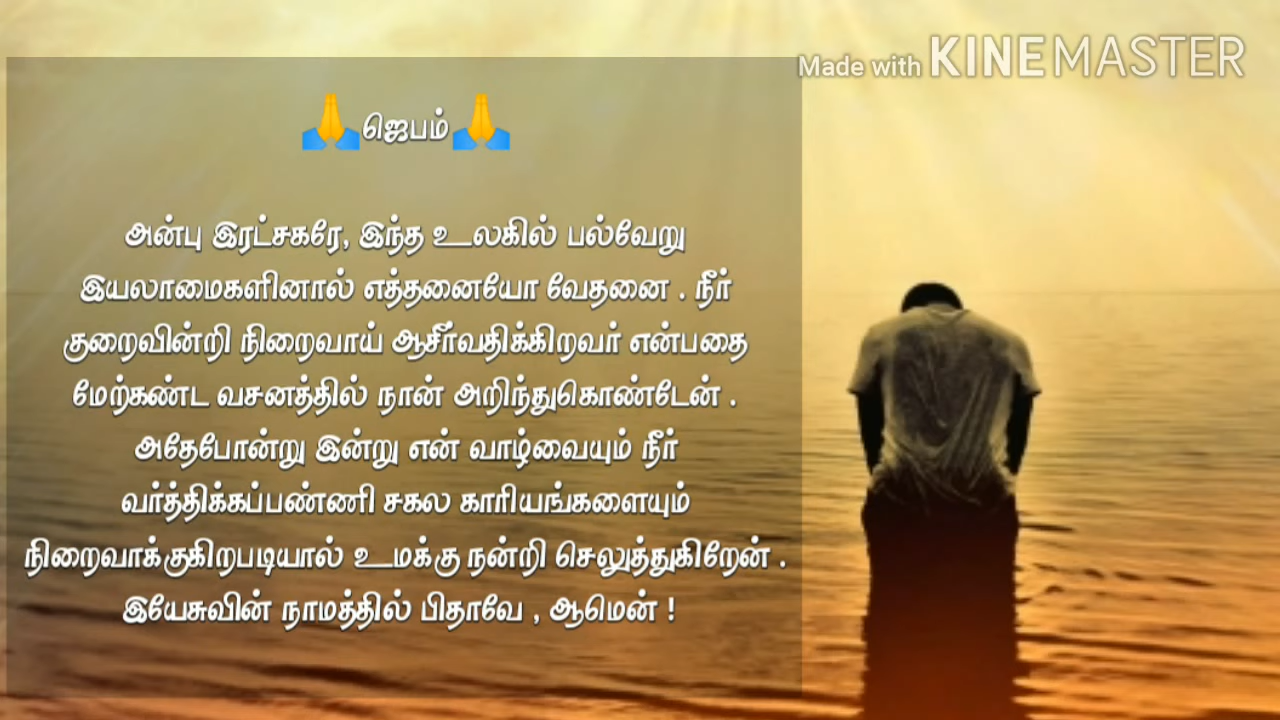 Made with KINEMASTER
🙏ஜெபம்🙏
அன்பு இரட்சகரே, இந்த உலகில் பல்வேறு
இயலாமைகளினால் எத்தனையோ வேதனை . நீர்
குறைவின்றி நிறைவாய் ஆசீர்வதிக்கிறவர் என்பதை
மேற்கண்ட வசனத்தில் நான் அறிந்துகொண்டேன் .
அதேபோன்று இன்று என் வாழ்வையும் நீர்
வர்த்திக்கப்பண்ணி சகல காரியங்களையும்
நிறைவாக்குகிறபடியால் உமக்கு நன்றி செலுத்துகிறேன் .
இயேசுவின் நாமத்தில் பிதாவே , ஆமென் !